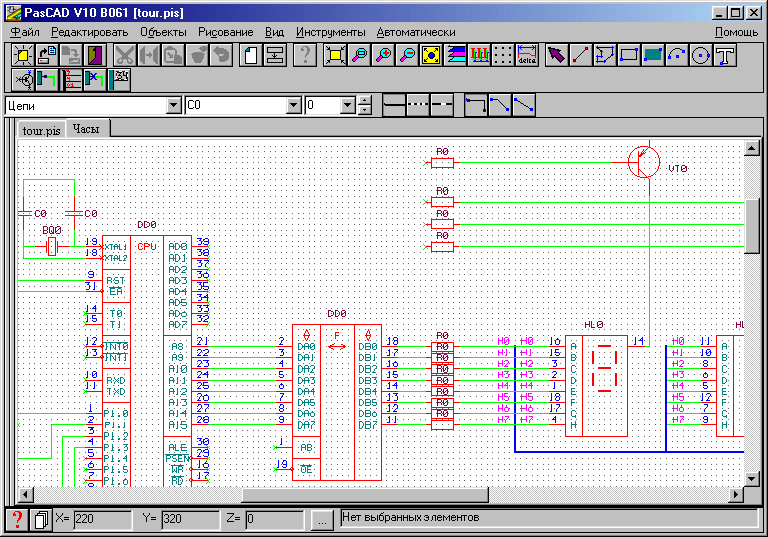 PasCAD V10 B061 [tour.pis]
Файл Редактировать Объекты Рисование Вид Инструменты Автоматически Помощь
delta
Цепи C0 0
tour.pis Часы
R0
VT0
R0
R0
R0
C0 C0
BQ0
DD0
19 XTAL1 CPU AD0 39
18 XTAL2 AD1 38
AD2 37
9 RST AD3 36
31 EA AD4 35
AD5 34
14 T0 AD6 33
15 T1 AD7 32
DD0 HL0
12 INT0 A8 21 2 DA0 F DB0 18 R0 H0 H0 16 A 14 H0 11 A
13 INT1 A9 22 3 DA1 DB1 17 R0 H1 H1 15 B H1 10 B
A10 23 4 DA2 DB2 16 R0 H2 H2 3 C H2 8 C
10 RXD A11 24 5 DA3 DB3 15 R0 H3 H3 2 D H3 6 D
11 TXD A12 25 6 DA4 DB4 14 R0 H4 H4 1 E H4 5 E
A13 26 7 DA5 DB5 13 R0 H5 H5 18 F H5 12 F
1 P1.0 A14 27 8 DA6 DB6 12 R0 H6 H6 17 G H6 7 G
2 P1.1 A15 28 9 DA7 DB7 11 R0 H7 H7 4 H H7 9 H
3 P1.2
4 P1.3 ALE 30 1 AB
5 P1.4 PSEN 29
6 P1.5 WR 16 19 OE
7 P1.6 RD 17
X= 220 Y= 320 Z= 0 ... Нет выбранных элементов